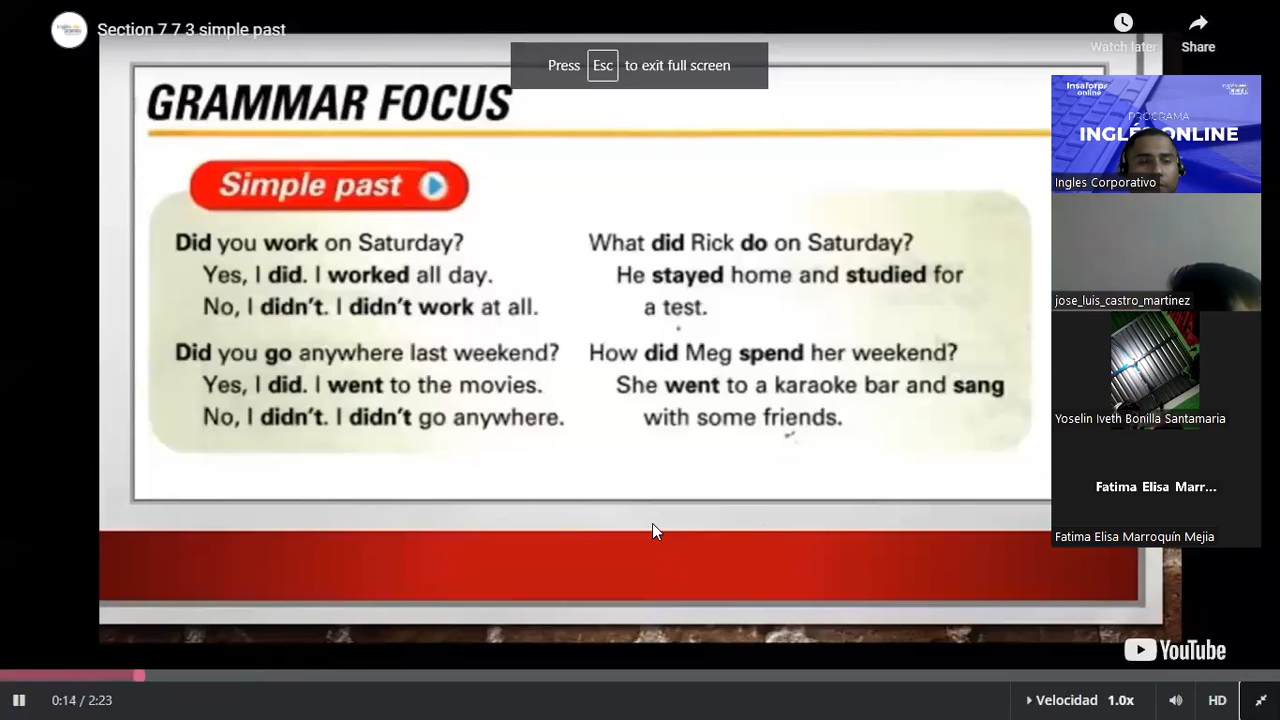 Section 7 7 3 simple past
Watch later
Share
Press Esc to exit full screen
GRAMMAR FOCUS
Simple past
Did you work on Saturday?
Yes, I did. I worked all day.
No, I didn't. I didn't work at all.
Did you go anywhere last weekend?
Yes, I did. I went to the movies.
No, I didn't. I didn't go anywhere.
What did Rick do on Saturday?
He stayed home and studied for
a test.
How did Meg spend her weekend?
She went to a karaoke bar and sang
with some friends.
Insaforp
online
PROGRAMA
INGLÉS ONLINE
Ingles Corporativo
jose_luis_castro_martinez
Yoselin Iveth Bonilla Santamaria
Fatima Elisa Marr...
Fatima Elisa Marroquín Mejia
YouTube
0:14 / 2:23
Velocidad 1.0x
HD